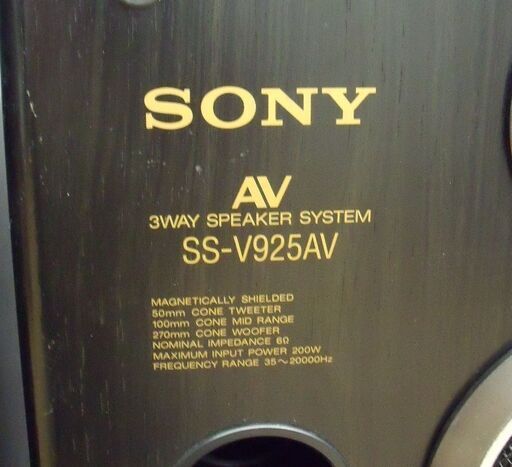 SONY
AV
3WAY SPEAKER SYSTEM
SS-V925AV
MAGNETICALLY SHIELDED
50mm CONE TWEETER
100mm CONE MID RANGE
270mm CONE WOOFER
NOMINAL IMPEDANCE 6Ω
MAXIMUM INPUT POWER 200W
FREQUENCY RANGE 35～20000Hz